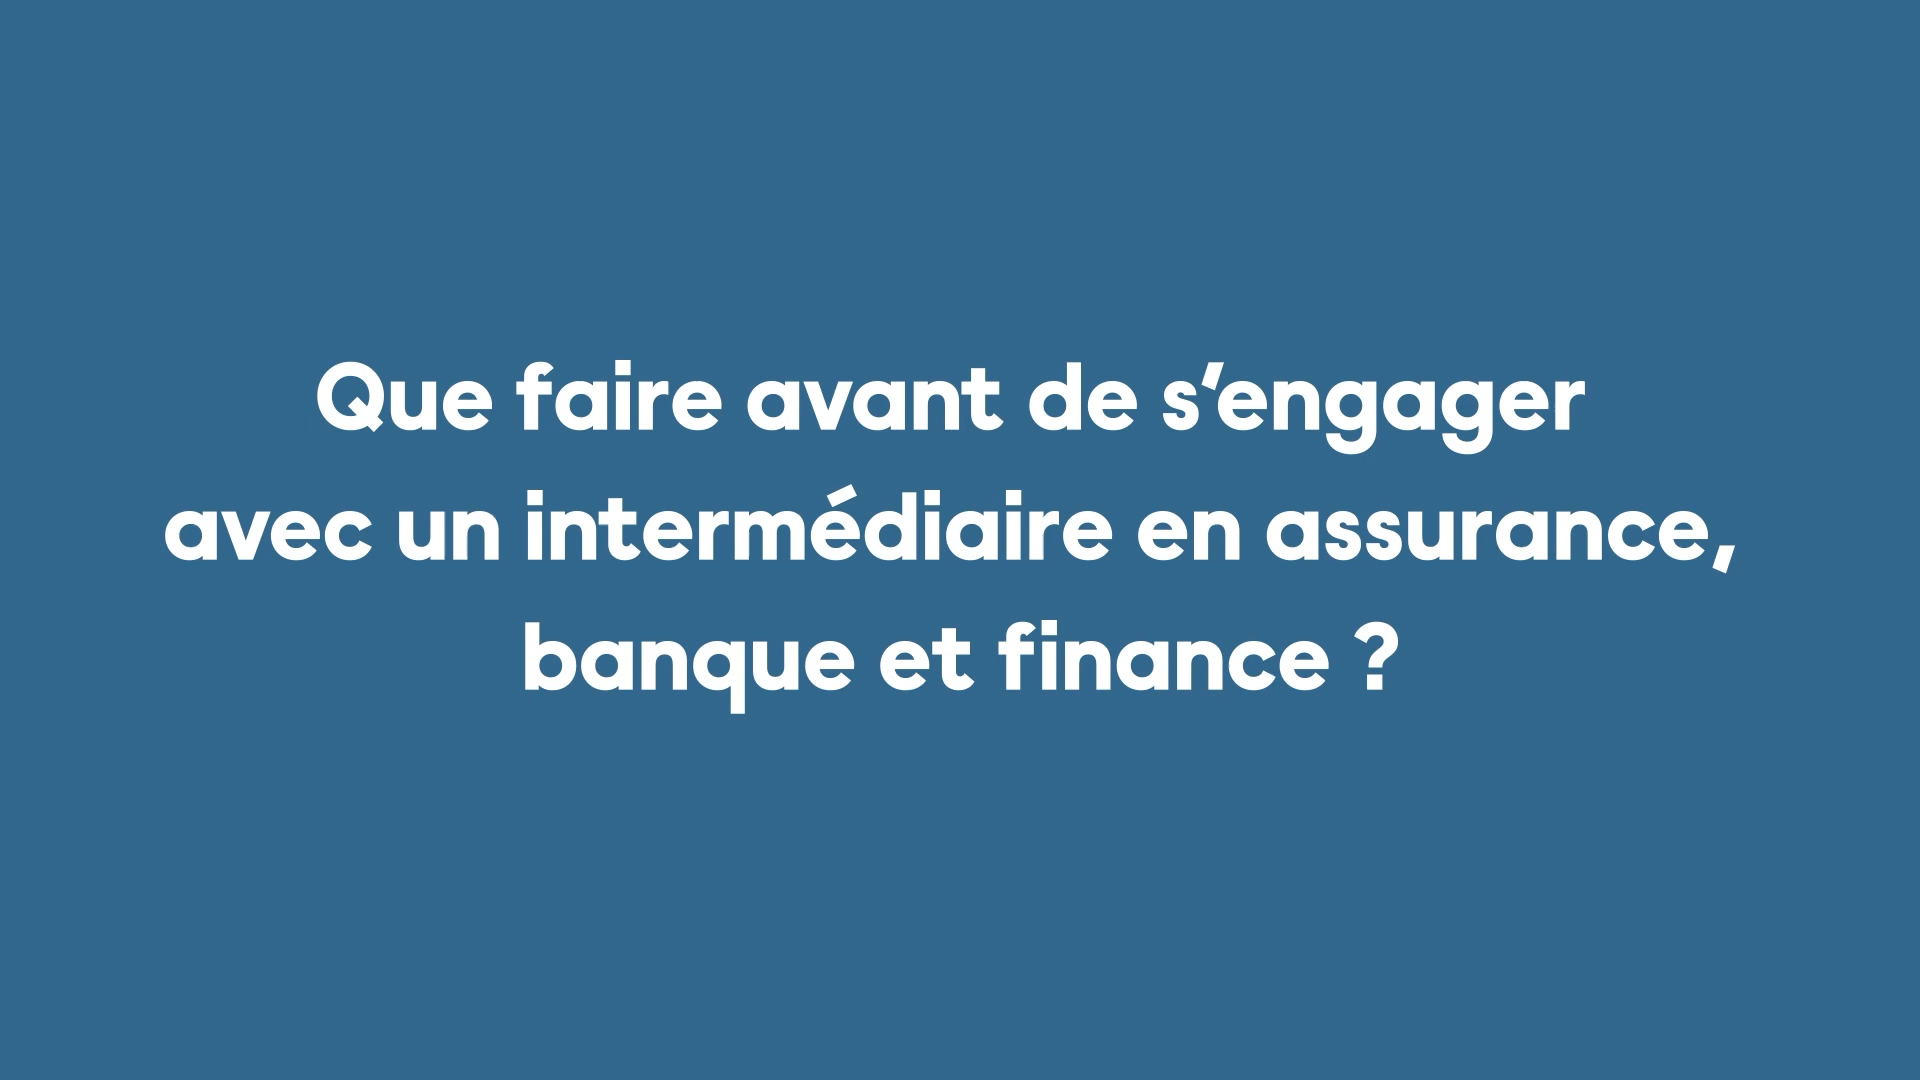 Que faire avant de s’engager
avec un intermédiaire en assurance,
banque et finance ?